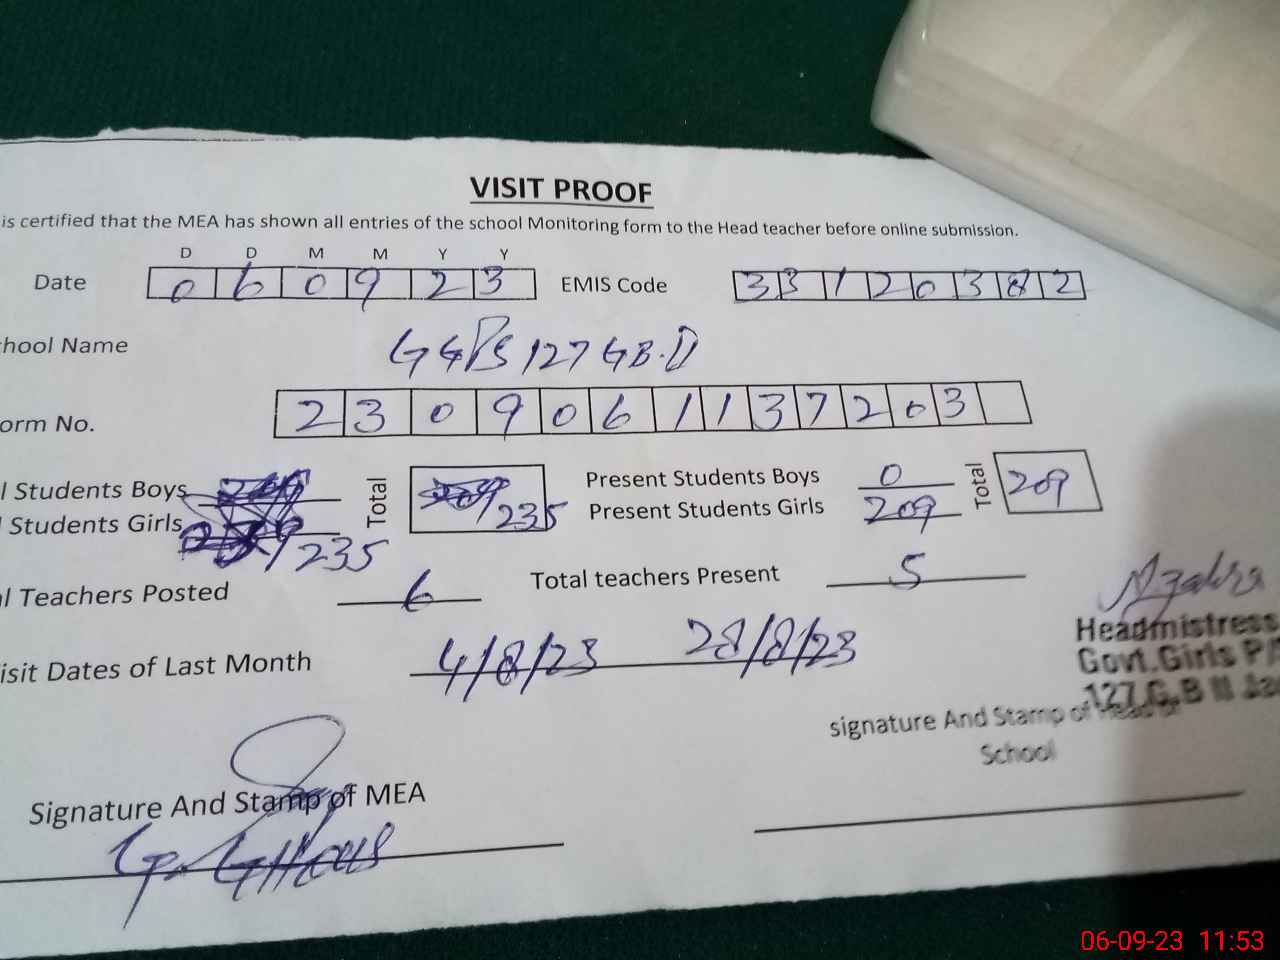 VISIT PROOF
is certified that the MEA has shown all entries of the school Monitoring form to the Head teacher before online submission.
D D M M Y Y
Date 0 6 0 9 2 3 EMIS Code 3 3 1 2 0 3 8 2
hool Name GGPS 127 GB.II
orm No. 2 3 0 9 0 6 1 1 3 7 2 0 3
l Students Boys Total Present Students Boys 0 Total 209
Students Girls 235 235 Present Students Girls 209
al Teachers Posted 6 Total teachers Present 5
isit Dates of Last Month 4/8/23 28/8/23
Headmistress
Govt.Girls P/
127 G.B II Ja
signature And Stamp of Head of
School
Signature And Stamp of MEA
06-09-23 11:53